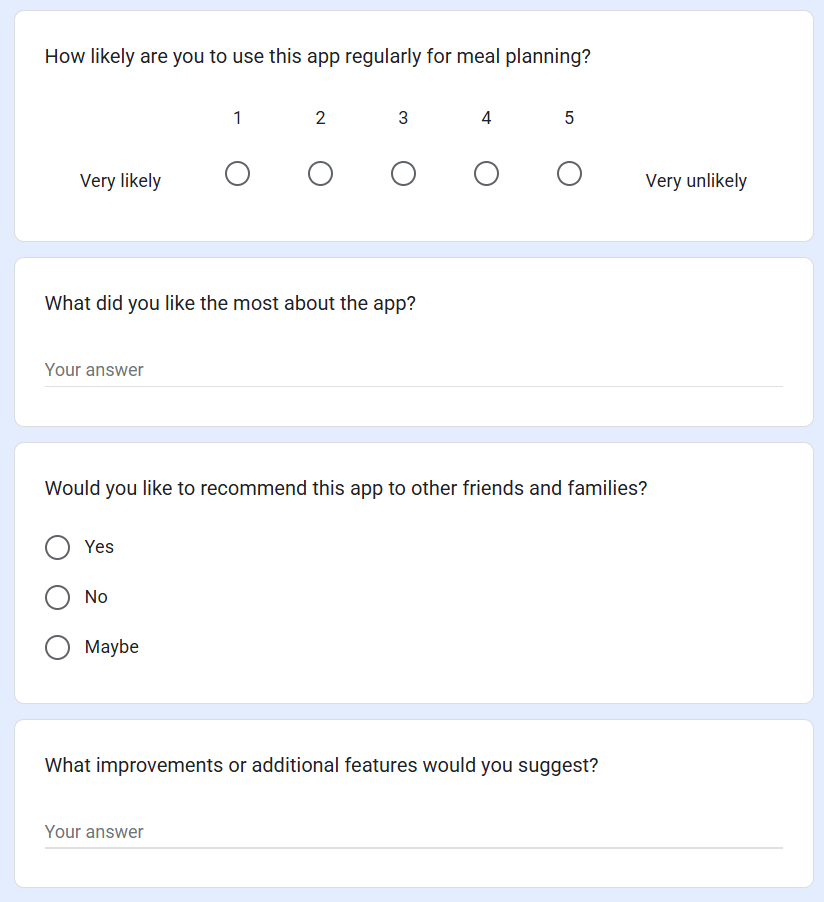 How likely are you to use this app regularly for meal planning?
1 2 3 4 5
Very likely Very unlikely
What did you like the most about the app?
Your answer
Would you like to recommend this app to other friends and families?
Yes
No
Maybe
What improvements or additional features would you suggest?
Your answer